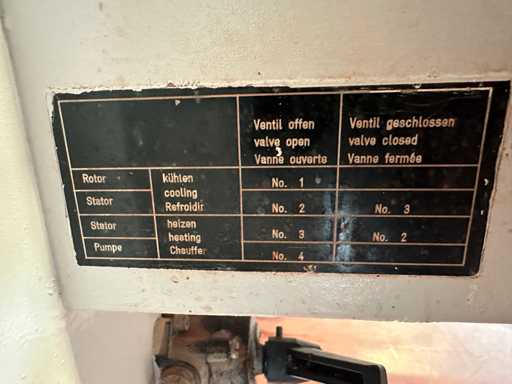 Ventil offen
valve open
Vanne ouverte
Ventil geschlossen
valve closed
Vanne fermée
Rotor
kühlen
cooling
Refroidir
No. 1
Stator
No. 2
No. 3
Stator
heizen
heating
Chauffer
No. 3
No. 2
Pumpe
No. 4